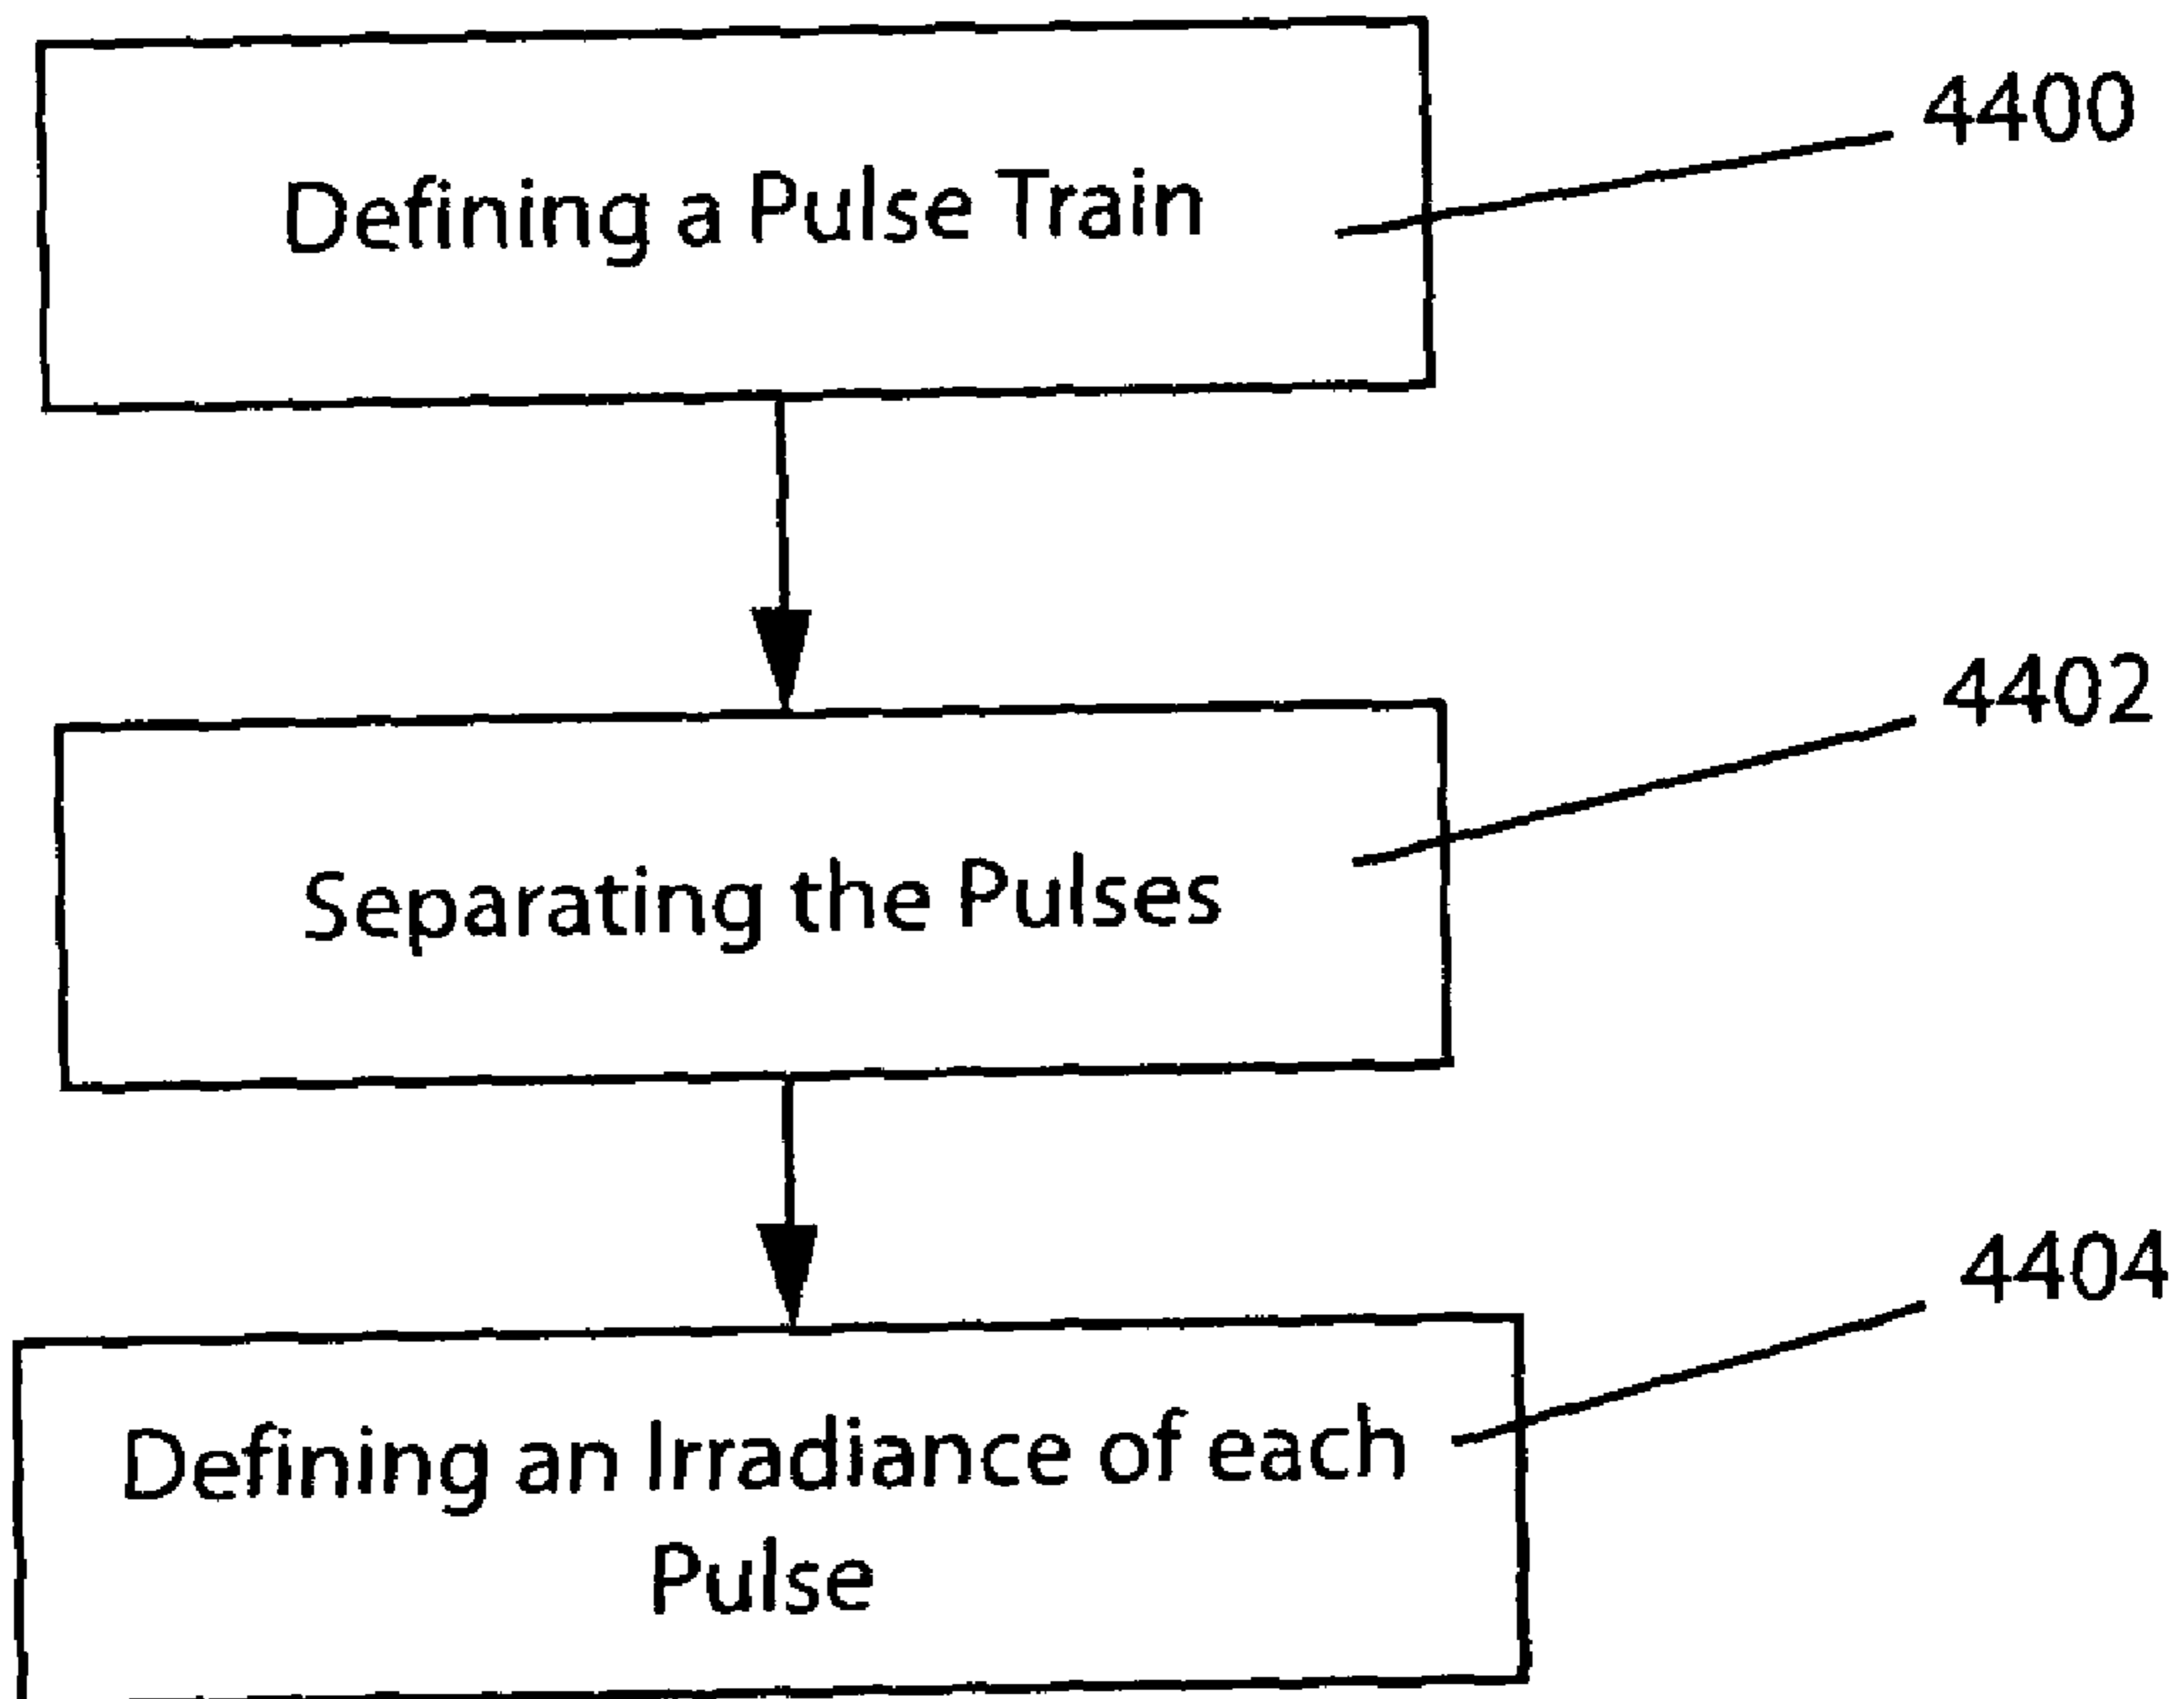 Defining a Pulse Train
4400
Separating the Pulses
4402
Defining an Irradiance of each
Pulse
4404